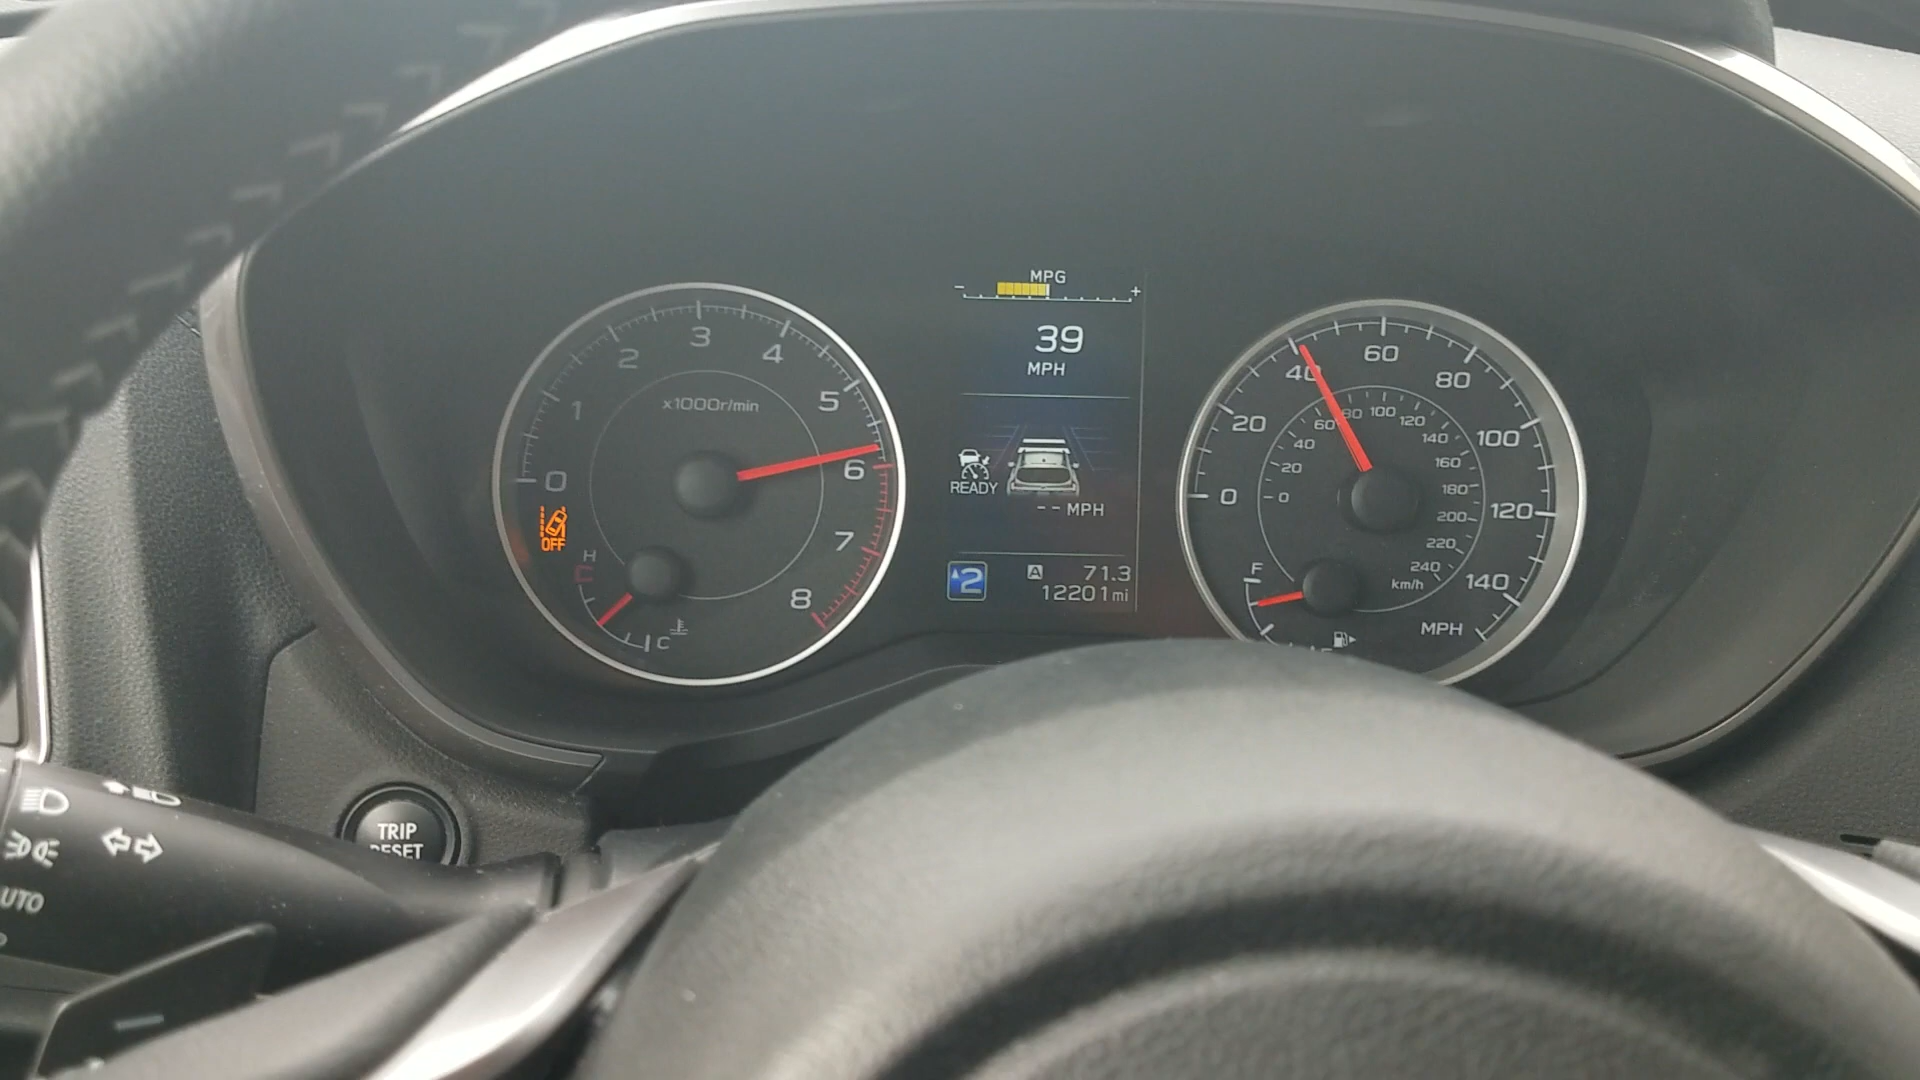 0
1
2
3
4
5
6
7
8
x1000r/min
OFF
H
C
MPG
- +
39
MPH
READY
-- MPH
2
A 71.3
12201 mi
0
20
40
60
80
100
120
140
MPH
0
20
40
60
80
100
120
140
160
180
200
220
240
km/h
F
TRIP
RESET